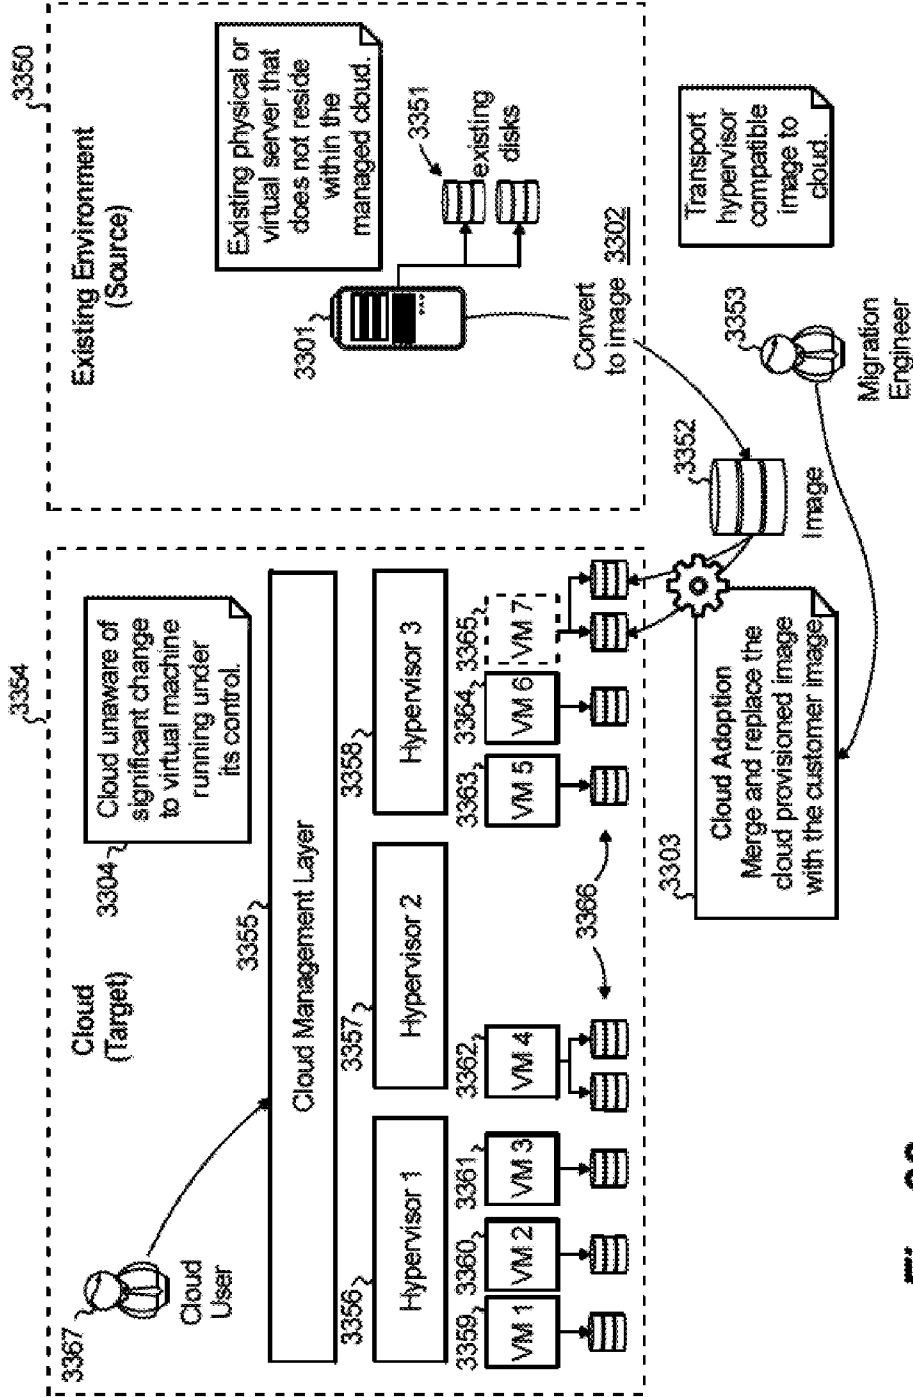 3354
3350
Cloud
(Target)
3304
Cloud unaware of
significant change
to virtual machine
running under
its control.
3367
Cloud
User
3355
Cloud Management Layer
3356
Hypervisor 1
3357
Hypervisor 2
3358
Hypervisor 3
3359
VM 1
3360
VM 2
3361
VM 3
3362
VM 4
3363
VM 5
3364
VM 6
3365
VM 7
3366
Existing Environment
(Source)
Existing physical or
virtual server that
does not reside
within the
managed cloud.
3301
3351
existing
disks
Convert
to image 3302
3303
Cloud Adoption
Merge and replace the
cloud provisioned image
with the customer image
3352
Image
3353
Migration
Engineer
Transport
hypervisor
compatible
image to
cloud.